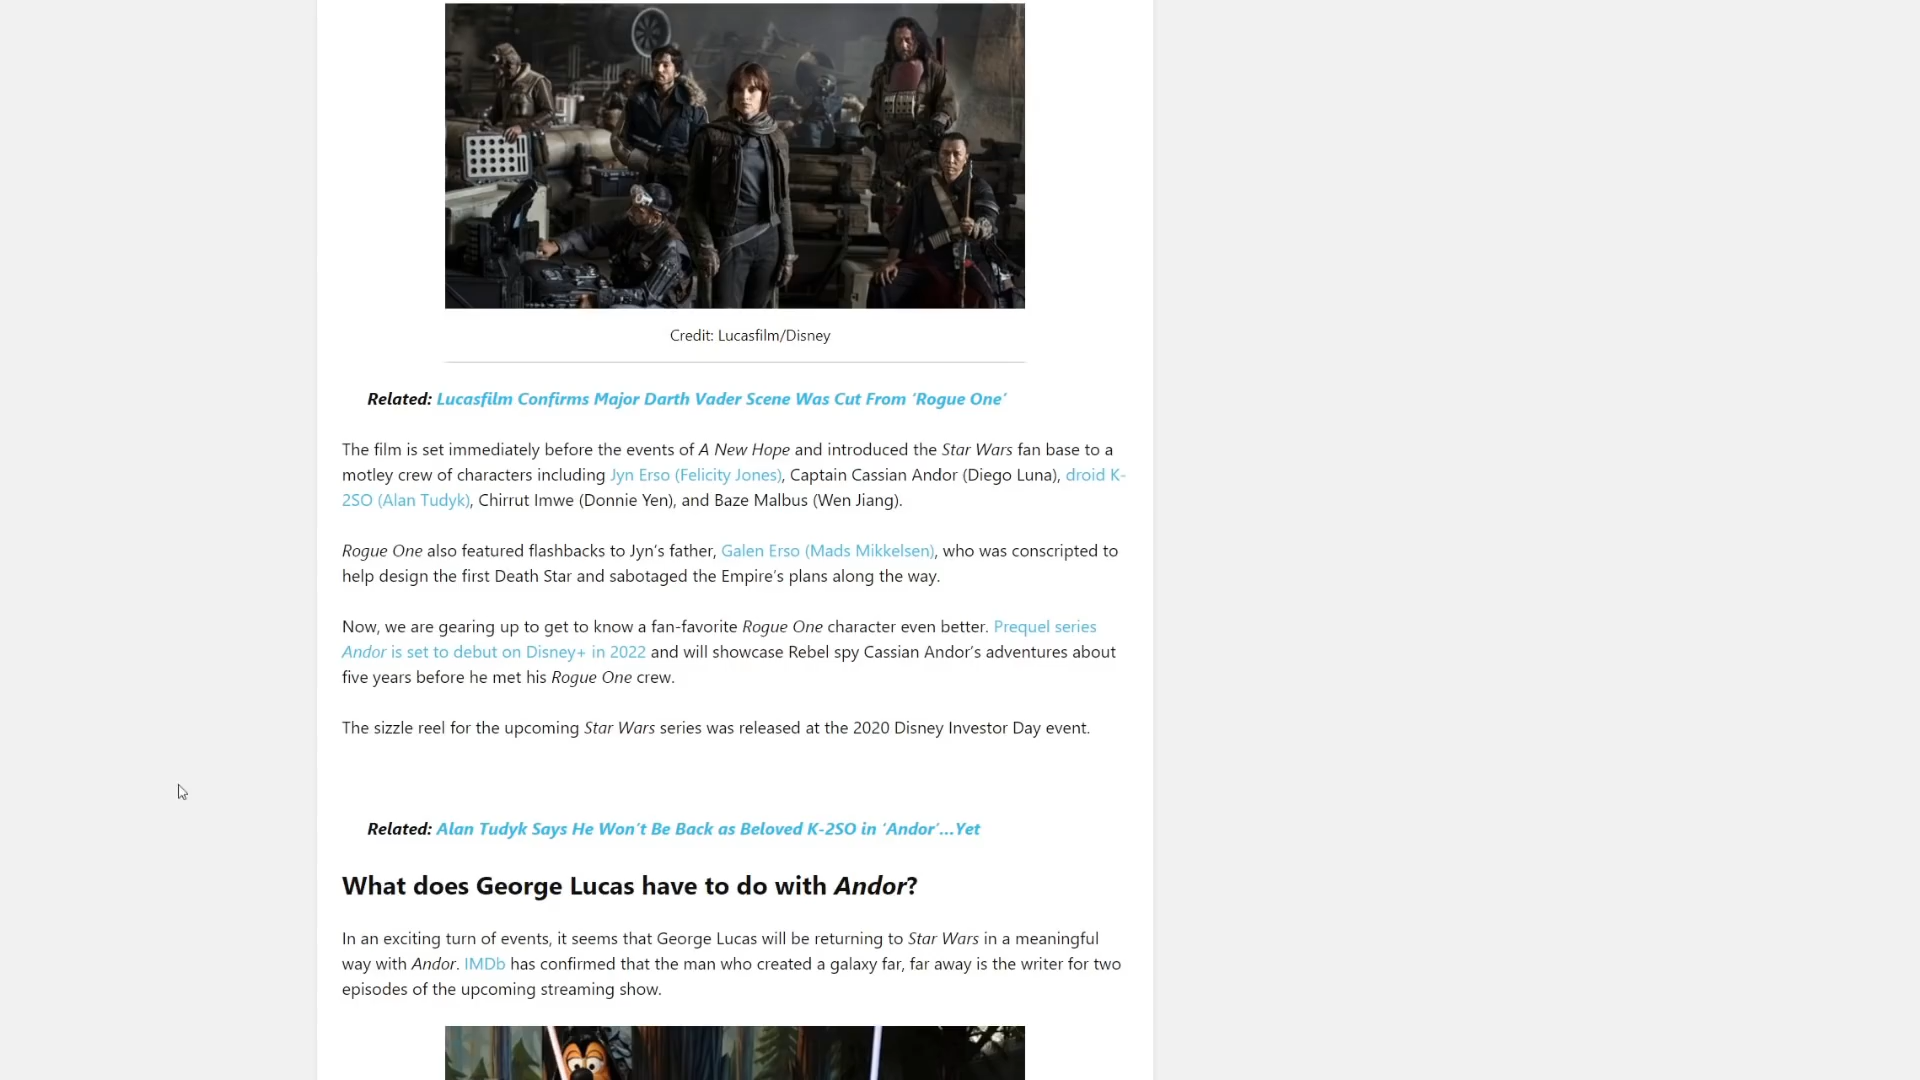 Credit: Lucasfilm/Disney
Related: Lucasfilm Confirms Major Darth Vader Scene Was Cut From ‘Rogue One’
The film is set immediately before the events of A New Hope and introduced the Star Wars fan base to a
motley crew of characters including Jyn Erso (Felicity Jones), Captain Cassian Andor (Diego Luna), droid K-
2SO (Alan Tudyk), Chirrut Imwe (Donnie Yen), and Baze Malbus (Wen Jiang).
Rogue One also featured flashbacks to Jyn’s father, Galen Erso (Mads Mikkelsen), who was conscripted to
help design the first Death Star and sabotaged the Empire’s plans along the way.
Now, we are gearing up to get to know a fan-favorite Rogue One character even better. Prequel series
Andor is set to debut on Disney+ in 2022 and will showcase Rebel spy Cassian Andor’s adventures about
five years before he met his Rogue One crew.
The sizzle reel for the upcoming Star Wars series was released at the 2020 Disney Investor Day event.
Related: Alan Tudyk Says He Won’t Be Back as Beloved K-2SO in ‘Andor’…Yet
What does George Lucas have to do with Andor?
In an exciting turn of events, it seems that George Lucas will be returning to Star Wars in a meaningful
way with Andor. IMDb has confirmed that the man who created a galaxy far, far away is the writer for two
episodes of the upcoming streaming show.